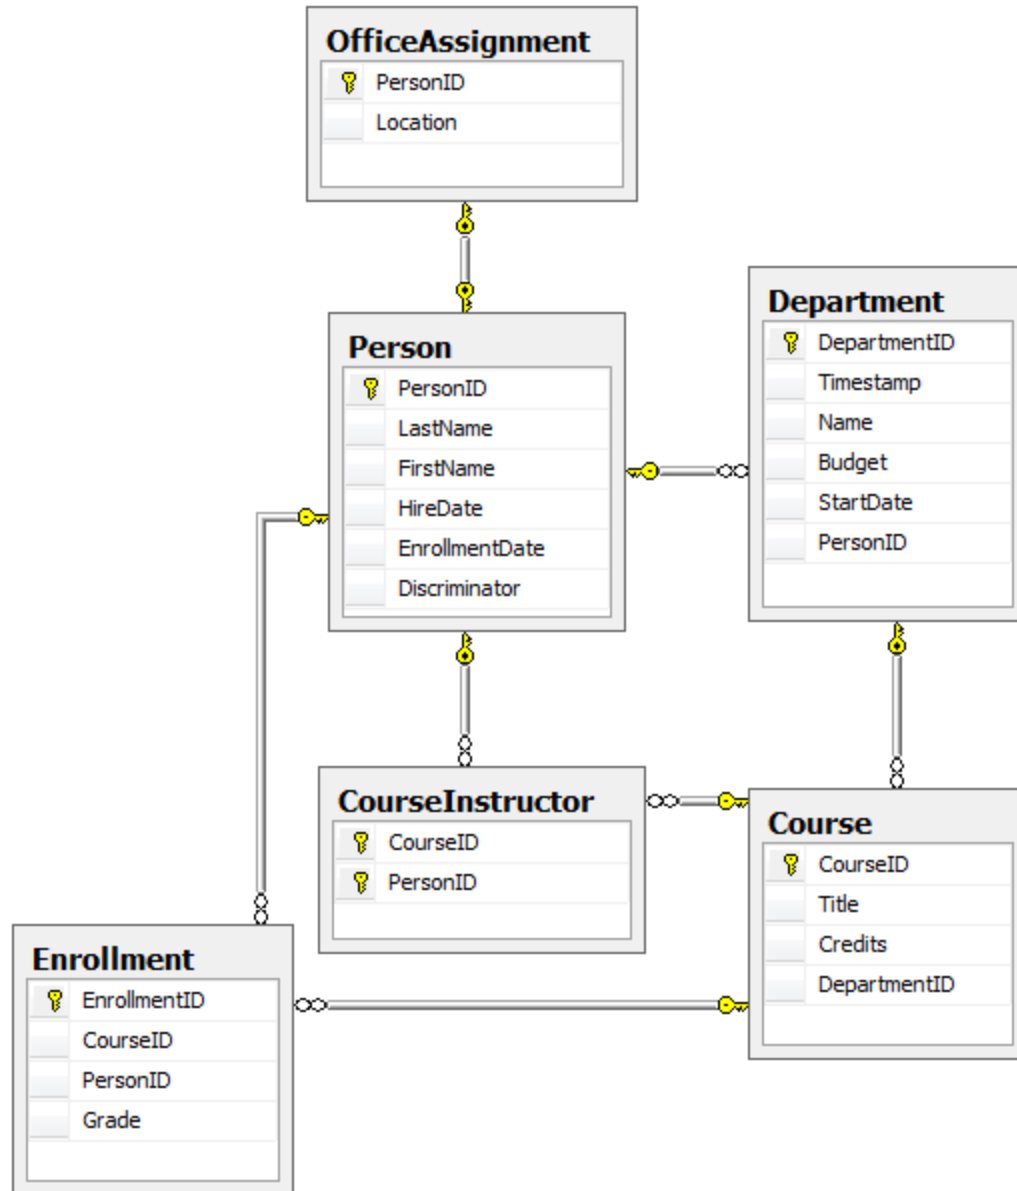 OfficeAssignment
PersonID
Location
Person
PersonID
LastName
FirstName
HireDate
EnrollmentDate
Discriminator
Department
DepartmentID
Timestamp
Name
Budget
StartDate
PersonID
CourseInstructor
CourseID
PersonID
Course
CourseID
Title
Credits
DepartmentID
Enrollment
EnrollmentID
CourseID
PersonID
Grade